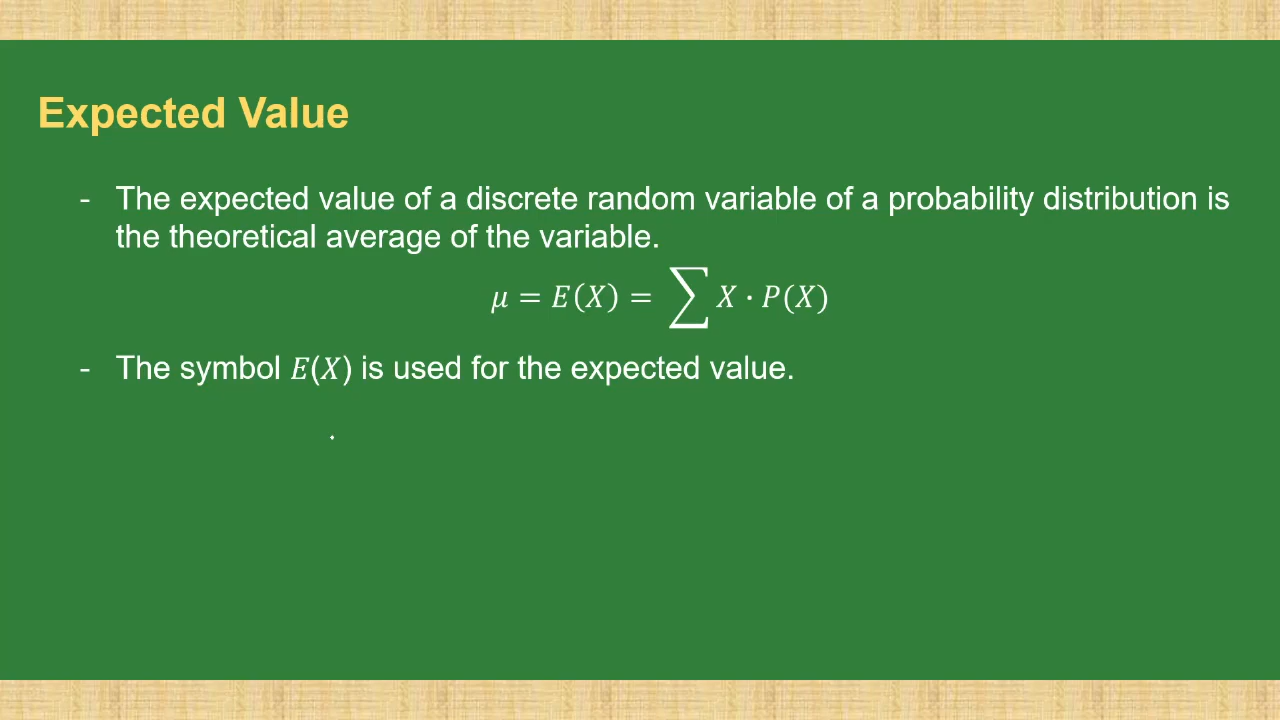 Expected Value
- The expected value of a discrete random variable of a probability distribution is
the theoretical average of the variable.
μ = E(X) = ∑ X · P(X)
- The symbol E(X) is used for the expected value.